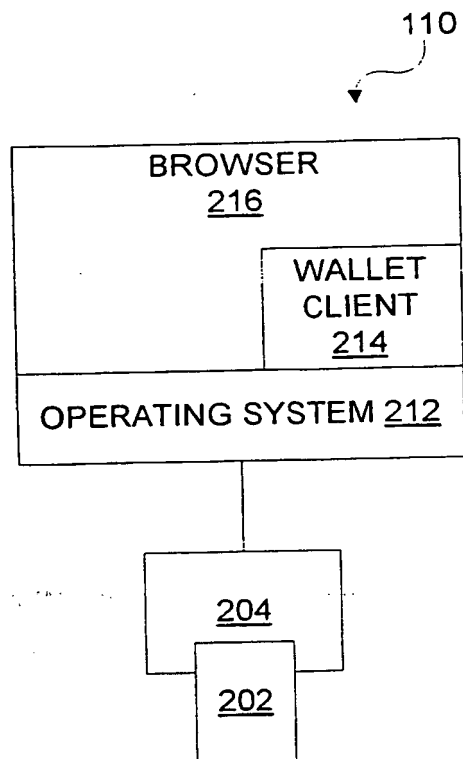 110
BROWSER
216
WALLET
CLIENT
214
OPERATING SYSTEM 212
204
202